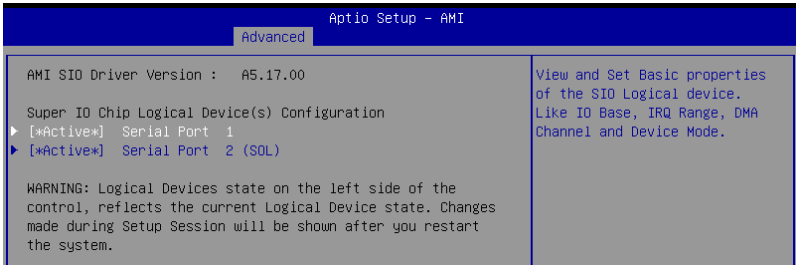 Aptio Setup – AMI
Advanced
AMI SIO Driver Version : A5.17.00
Super IO Chip Logical Device(s) Configuration
[*Active*] Serial Port 1
[*Active*] Serial Port 2 (SOL)
WARNING: Logical Devices state on the left side of the
control, reflects the current Logical Device state. Changes
made during Setup Session will be shown after you restart
the system.
View and Set Basic properties
of the SIO Logical device.
Like IO Base, IRQ Range, DMA
Channel and Device Mode.